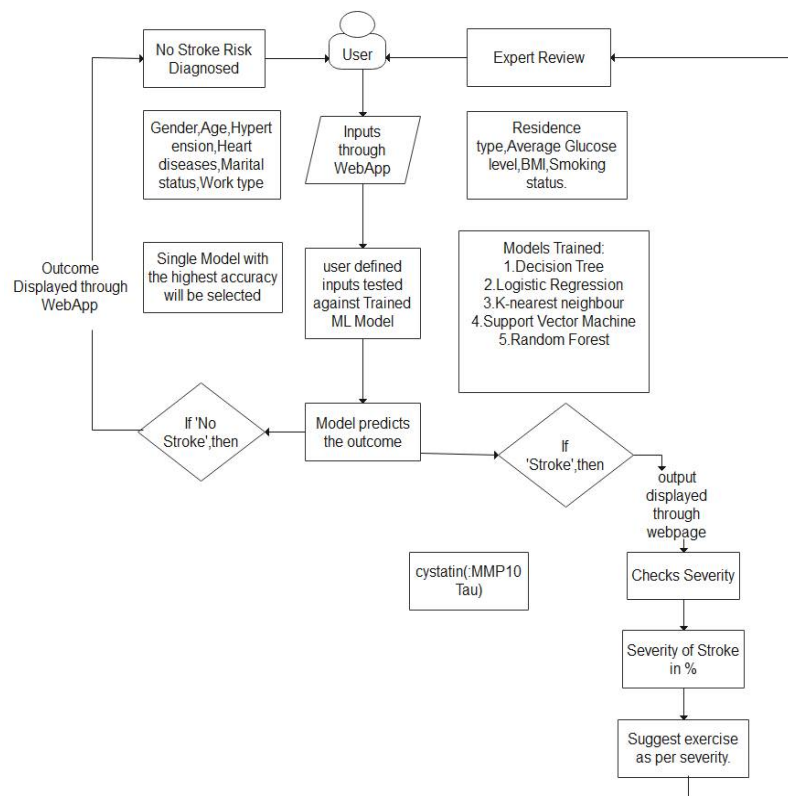 No Stroke Risk
Diagnosed
User
Expert Review
Gender,Age,Hypert
ension,Heart
diseases,Marital
status,Work type
Inputs
through
WebApp
Residence
type,Average Glucose
level,BMI,Smoking
status.
Outcome
Displayed through
WebApp
Single Model with
the highest accuracy
will be selected
user defined
inputs tested
against Trained
ML Model
Models Trained:
1.Decision Tree
2.Logistic Regression
3.K-nearest neighbour
4.Support Vector Machine
5.Random Forest
If 'No
Stroke',then
Model predicts
the outcome
If
'Stroke',then
output
displayed
through
webpage
cystatin(:MMP10
Tau)
Checks Severity
Severity of Stroke
in %
Suggest exercise
as per severity.